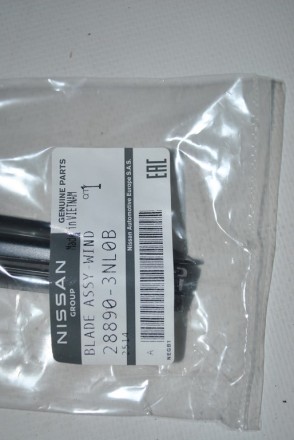 NISSAN
GROUP
GENUINE PARTS
Made in VIETNAM
QTY
1
BLADE ASSY-WIND
28890-3NL0B
Nissan Automotive Europe S.A.S.
EAC
A